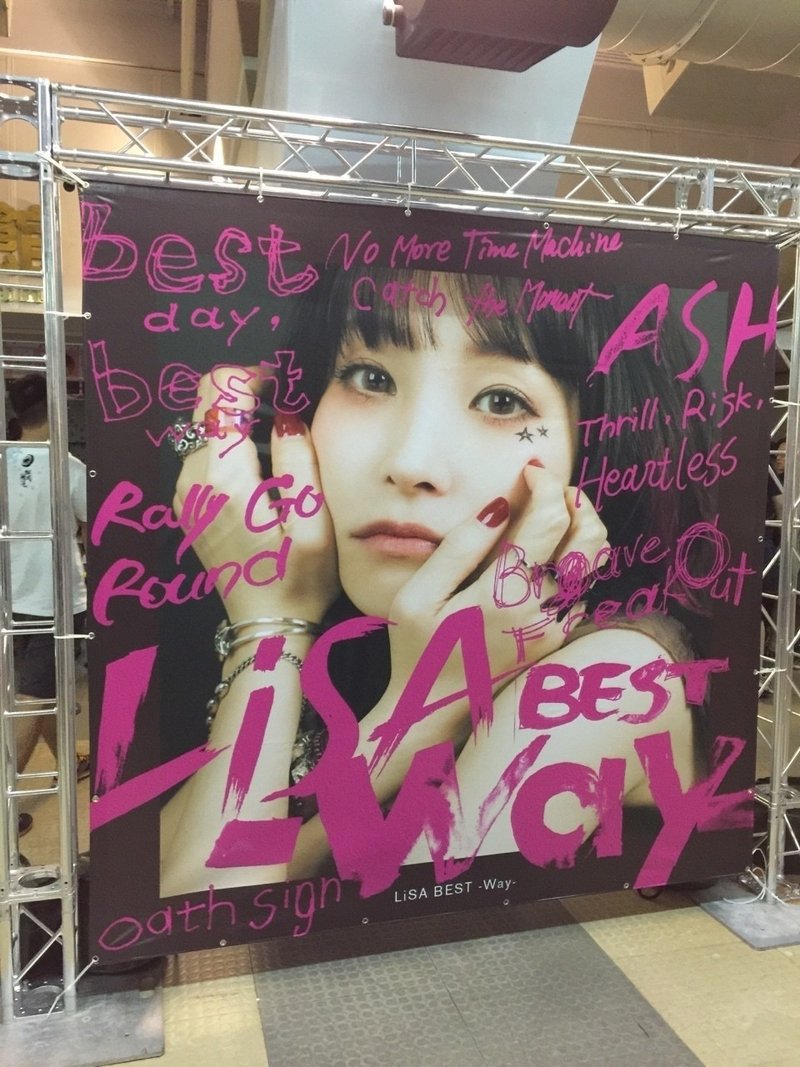 best
day,
best
way
No More Time Machine
Catch the Moment
ASH
Thrill, Risk,
Heartless
Rally Go
Round
Brave
Freak Out
LiSA BEST
Way
oath sign
LiSA BEST -Way-